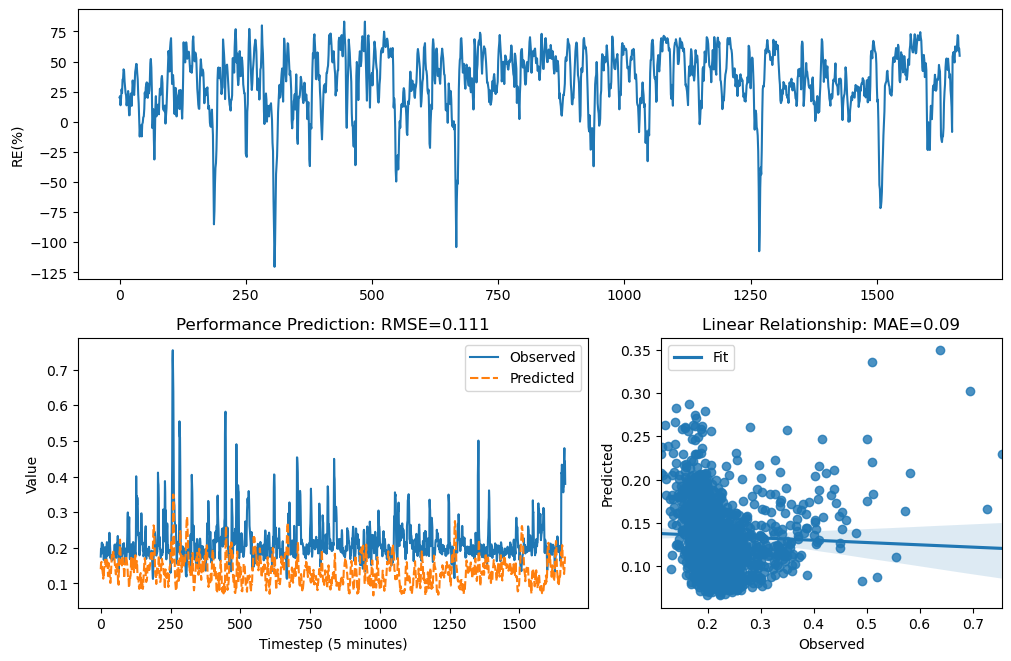 RE(%)
75
50
25
0
−25
−50
−75
−100
−125
0 250 500 750 1000 1250 1500
Performance Prediction: RMSE=0.111
Value
0.7
0.6
0.5
0.4
0.3
0.2
0.1
Observed
Predicted
0 250 500 750 1000 1250 1500
Timestep (5 minutes)
Linear Relationship: MAE=0.09
Predicted
0.35
0.30
0.25
0.20
0.15
0.10
Fit
0.2 0.3 0.4 0.5 0.6 0.7
Observed